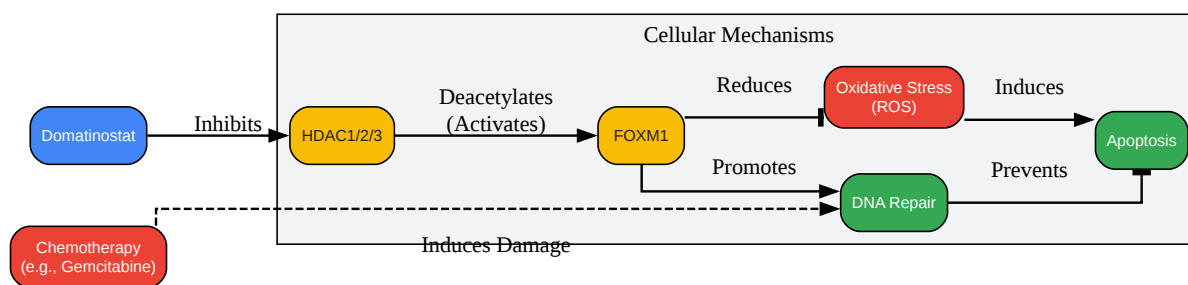 Cellular Mechanisms
Domatinostat
Inhibits
HDAC1/2/3
Deacetylates
(Activates)
FOXM1
Reduces
Oxidative Stress
(ROS)
Induces
Apoptosis
Promotes
DNA Repair
Prevents
Chemotherapy
(e.g., Gemcitabine)
Induces Damage